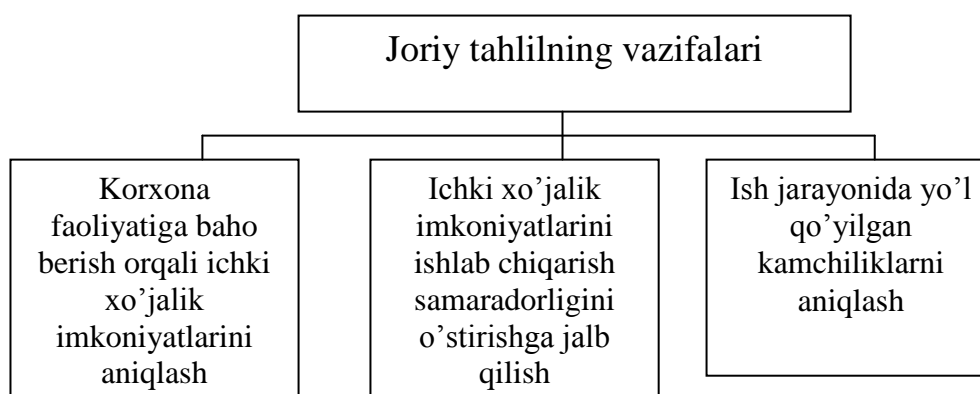 Joriy tahlilning vazifalari
Korxona
faoliyatiga baho
berish orqali ichki
xo’jalik
imkoniyatlarini
aniqlash
Ichki xo’jalik
imkoniyatlarini
ishlab chiqarish
samaradorligini
o’stirishga jalb
qilish
Ish jarayonida yo’l
qo’yilgan
kamchiliklarni
aniqlash